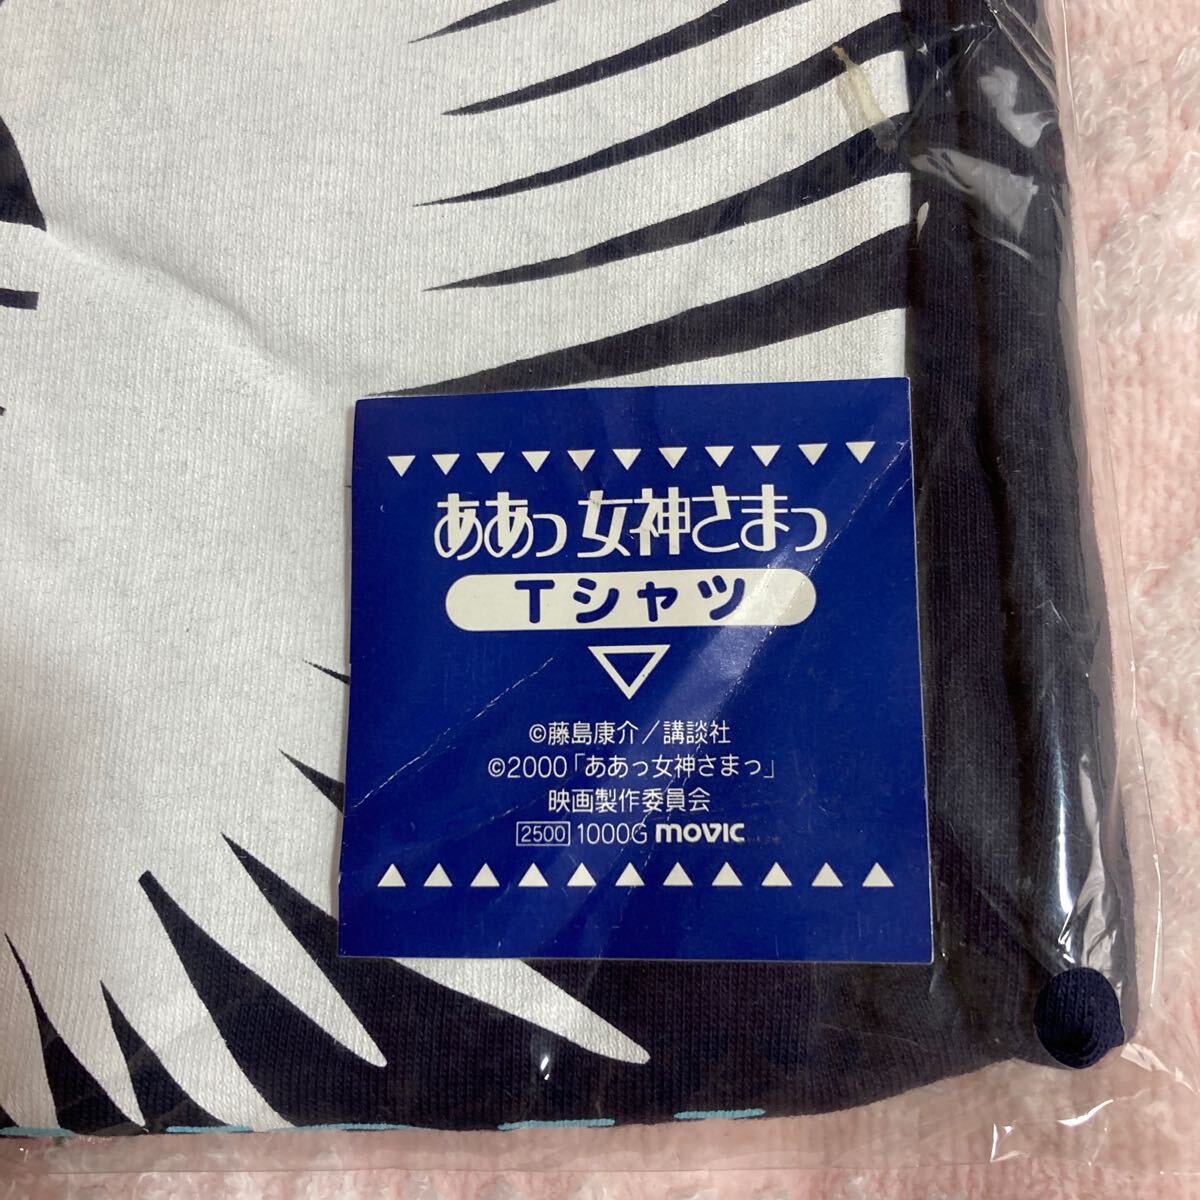 ああっ女神さまっ
Tシャツ
©藤島康介／講談社
©2000「ああっ女神さまっ」
映画製作委員会
2500 1000G movic